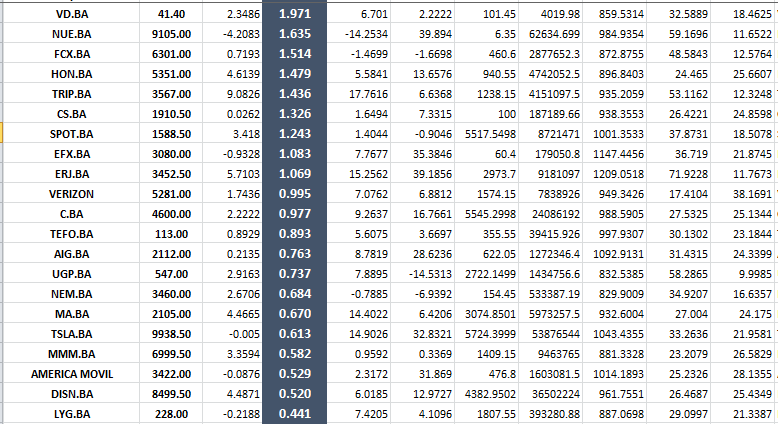 VD.BA 41.40 2.3486 1.971 6.701 2.2222 101.45 4019.98 859.5314 32.5889 18.4625
NUE.BA 9105.00 -4.2083 1.635 -14.2534 39.894 6.35 62634.699 984.9354 59.1696 11.6522
FCX.BA 6301.00 0.7193 1.514 -1.4699 -1.6698 460.6 2877652.3 872.8755 48.5843 12.5764
HON.BA 5351.00 4.6139 1.479 5.5841 13.6576 940.55 4742052.5 896.8403 24.465 25.6607
TRIP.BA 3567.00 9.0826 1.436 17.7616 6.6368 1238.15 4151097.5 935.2059 53.1162 12.3248
CS.BA 1910.50 0.0262 1.326 1.6494 7.3315 100 187189.66 938.3553 26.4221 24.8598
SPOT.BA 1588.50 3.418 1.243 1.4044 -0.9046 5517.5498 8721471 1001.3533 37.8731 18.5078
EFX.BA 3080.00 -0.9328 1.083 7.7677 35.3846 60.4 179050.8 1147.4456 36.719 21.8745
ERJ.BA 3452.50 5.7103 1.069 15.2562 39.1856 2973.7 9181097 1209.0518 71.9228 11.7673
VERIZON 5281.00 1.7436 0.995 7.0762 6.8812 1574.15 7838926 949.3426 17.4104 38.1691
C.BA 4600.00 2.2222 0.977 9.2637 16.7661 5545.2998 24086192 988.5905 27.5325 25.1344
TEFO.BA 113.00 0.8929 0.893 5.6075 3.6697 355.55 39415.926 997.9307 30.1302 23.1844
AIG.BA 2112.00 0.2135 0.763 8.7819 28.6236 622.05 1272346.4 1092.9131 31.4315 24.3399
UGP.BA 547.00 2.9163 0.737 7.8895 -14.5313 2722.1499 1434756.6 832.5385 58.2865 9.9985
NEM.BA 3460.00 2.6706 0.684 -0.7885 -6.9392 154.45 533387.19 829.9009 34.9207 16.6357
MA.BA 2105.00 4.4665 0.670 14.4022 6.4206 3074.8501 5973257.5 932.6004 27.004 24.175
TSLA.BA 9938.50 -0.005 0.613 14.9026 32.8321 5724.3999 53876544 1043.4355 33.2636 21.9581
MMM.BA 6999.50 3.3594 0.582 0.9592 0.3369 1409.15 9463765 881.3328 23.2079 26.5829
AMERICA MOVIL 3422.00 -0.0876 0.529 2.3172 31.869 476.8 1603081.5 1014.1893 25.2326 28.1355
DISN.BA 8499.50 4.4871 0.520 6.0185 12.9727 4382.9502 36502224 961.7551 26.4687 25.4349
LYG.BA 228.00 -0.2188 0.441 7.4205 4.1096 1807.55 393280.88 887.0698 29.0997 21.3387